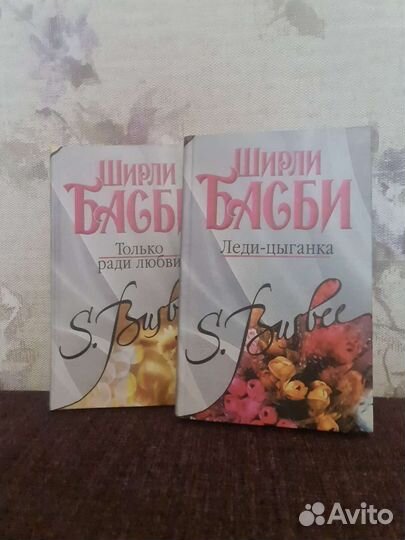 Ширли
БАСБИ
Только
ради любви
S. Busbee
Ширли
БАСБИ
Леди-цыганка
S. Busbee
Avito